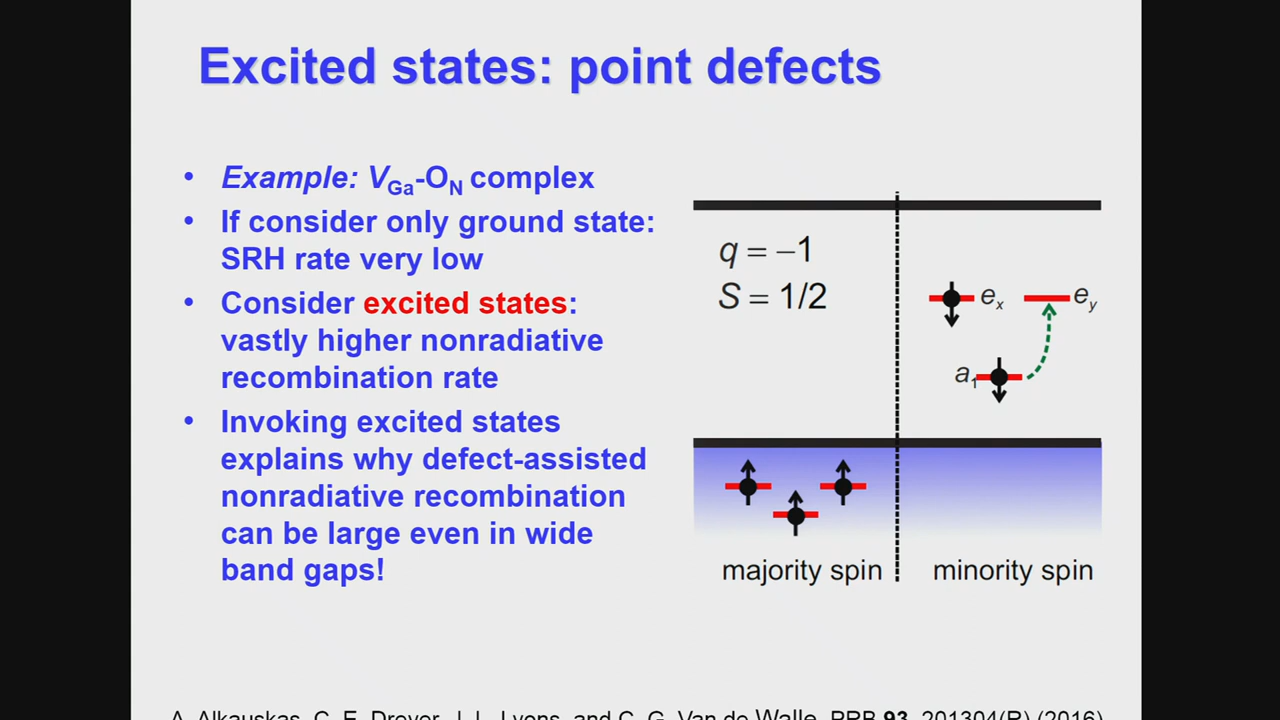 Excited states: point defects
• Example: V_Ga-O_N complex
• If consider only ground state:
SRH rate very low
• Consider excited states:
vastly higher nonradiative
recombination rate
• Invoking excited states
explains why defect-assisted
nonradiative recombination
can be large even in wide
band gaps!
q = −1
S = 1/2
e_x
e_y
a_1
majority spin
minority spin
A. Alkauskas, C. E. Dreyer, J. L. Lyons, and C. G. Van de Walle, PRB 93, 201304(R) (2016)